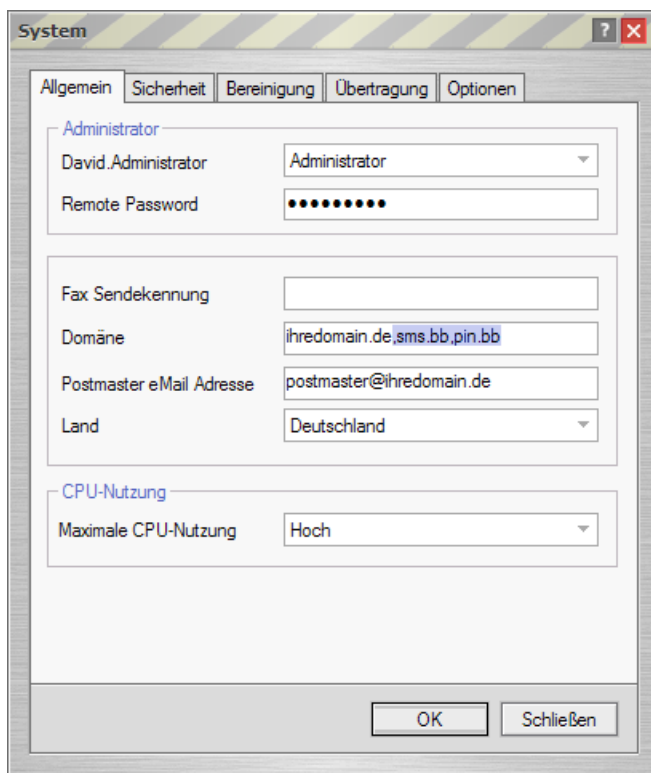 System
Allgemein Sicherheit Bereinigung Übertragung Optionen
Administrator
David.Administrator Administrator
Remote Password •••••••••
Fax Sendekennung
Domäne ihredomain.de,sms.bb,pin.bb
Postmaster eMail Adresse postmaster@ihredomain.de
Land Deutschland
CPU-Nutzung
Maximale CPU-Nutzung Hoch
OK Schließen